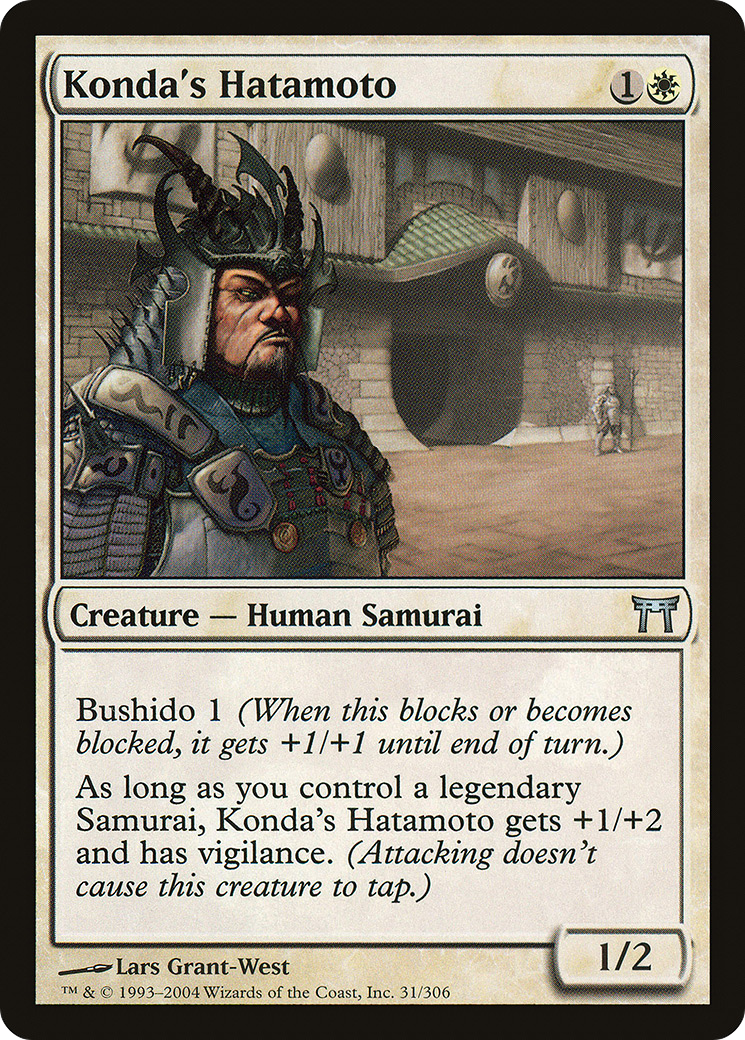 Konda's Hatamoto 1
Creature — Human Samurai
Bushido 1 (When this blocks or becomes
blocked, it gets +1/+1 until end of turn.)
As long as you control a legendary
Samurai, Konda's Hatamoto gets +1/+2
and has vigilance. (Attacking doesn't
cause this creature to tap.)
1/2
Lars Grant-West
™ & © 1993–2004 Wizards of the Coast, Inc. 31/306